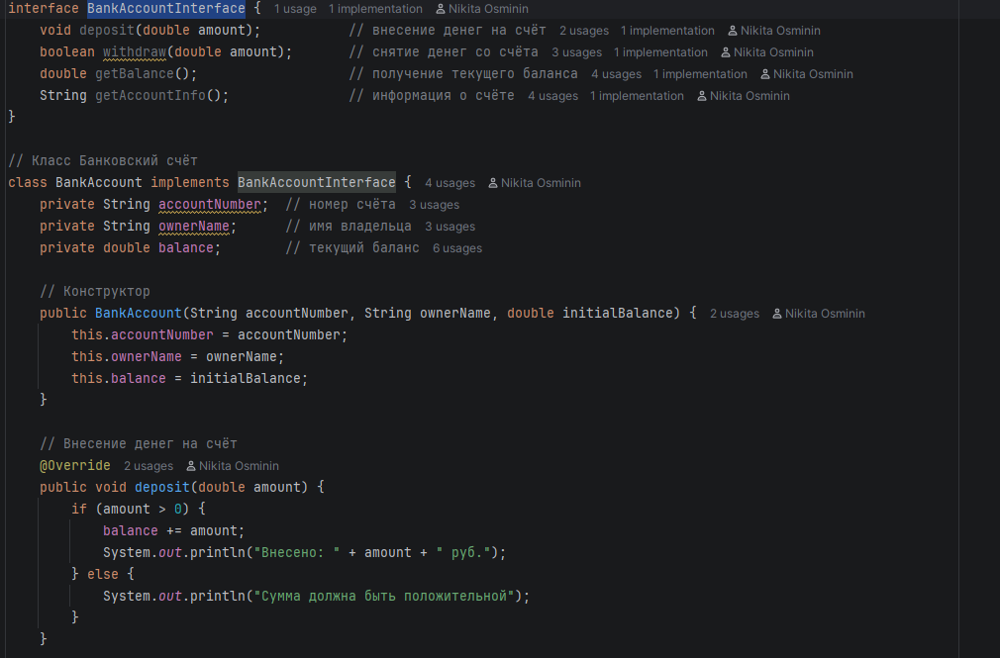 interface BankAccountInterface { 1 usage 1 implementation Nikita Osminin
void deposit(double amount); // внесение денег на счёт 2 usages 1 implementation Nikita Osminin
boolean withdraw(double amount); // снятие денег со счёта 3 usages 1 implementation Nikita Osminin
double getBalance(); // получение текущего баланса 4 usages 1 implementation Nikita Osminin
String getAccountInfo(); // информация о счёте 4 usages 1 implementation Nikita Osminin
}
// Класс Банковский счёт
class BankAccount implements BankAccountInterface { 4 usages Nikita Osminin
private String accountNumber; // номер счёта 3 usages
private String ownerName; // имя владельца 3 usages
private double balance; // текущий баланс 6 usages
// Конструктор
public BankAccount(String accountNumber, String ownerName, double initialBalance) { 2 usages Nikita Osminin
this.accountNumber = accountNumber;
this.ownerName = ownerName;
this.balance = initialBalance;
}
// Внесение денег на счёт
@Override 2 usages Nikita Osminin
public void deposit(double amount) {
if (amount > 0) {
balance += amount;
System.out.println("Внесено: " + amount + " руб.");
} else {
System.out.println("Сумма должна быть положительной");
}
}